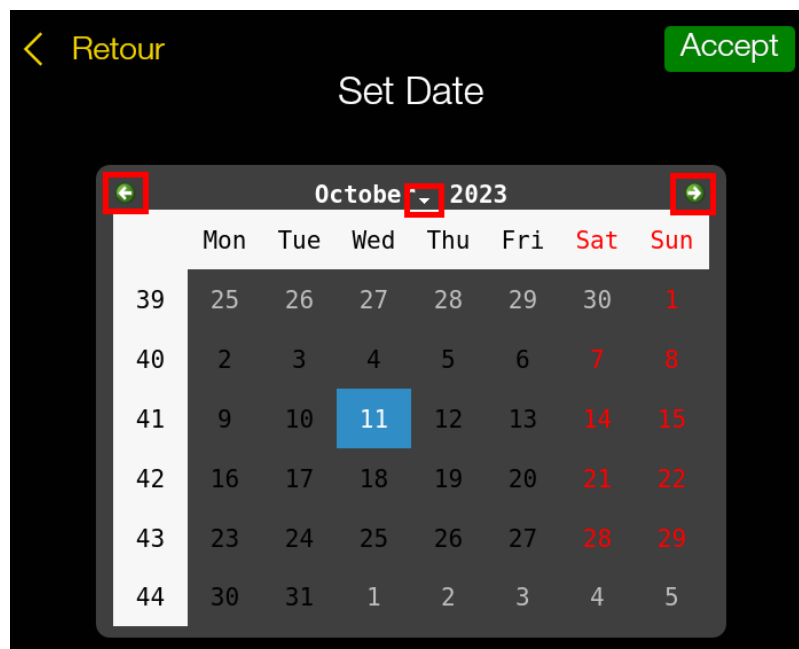 Retour
Accept
Set Date
October 2023
Mon Tue Wed Thu Fri Sat Sun
39 25 26 27 28 29 30 1
40 2 3 4 5 6 7 8
41 9 10 11 12 13 14 15
42 16 17 18 19 20 21 22
43 23 24 25 26 27 28 29
44 30 31 1 2 3 4 5